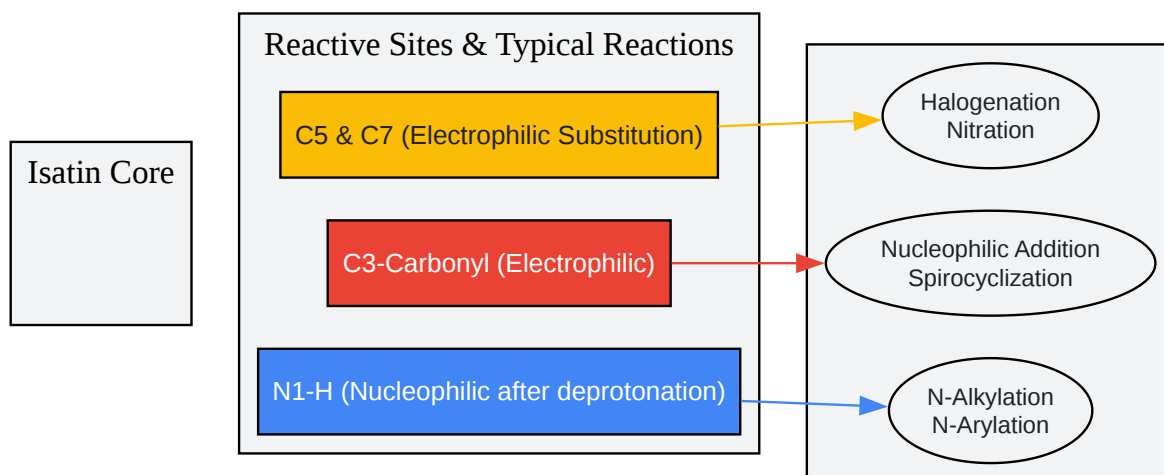 Isatin Core
Reactive Sites & Typical Reactions
C5 & C7 (Electrophilic Substitution)
C3-Carbonyl (Electrophilic)
N1-H (Nucleophilic after deprotonation)
Halogenation
Nitration
Nucleophilic Addition
Spirocyclization
N-Alkylation
N-Arylation